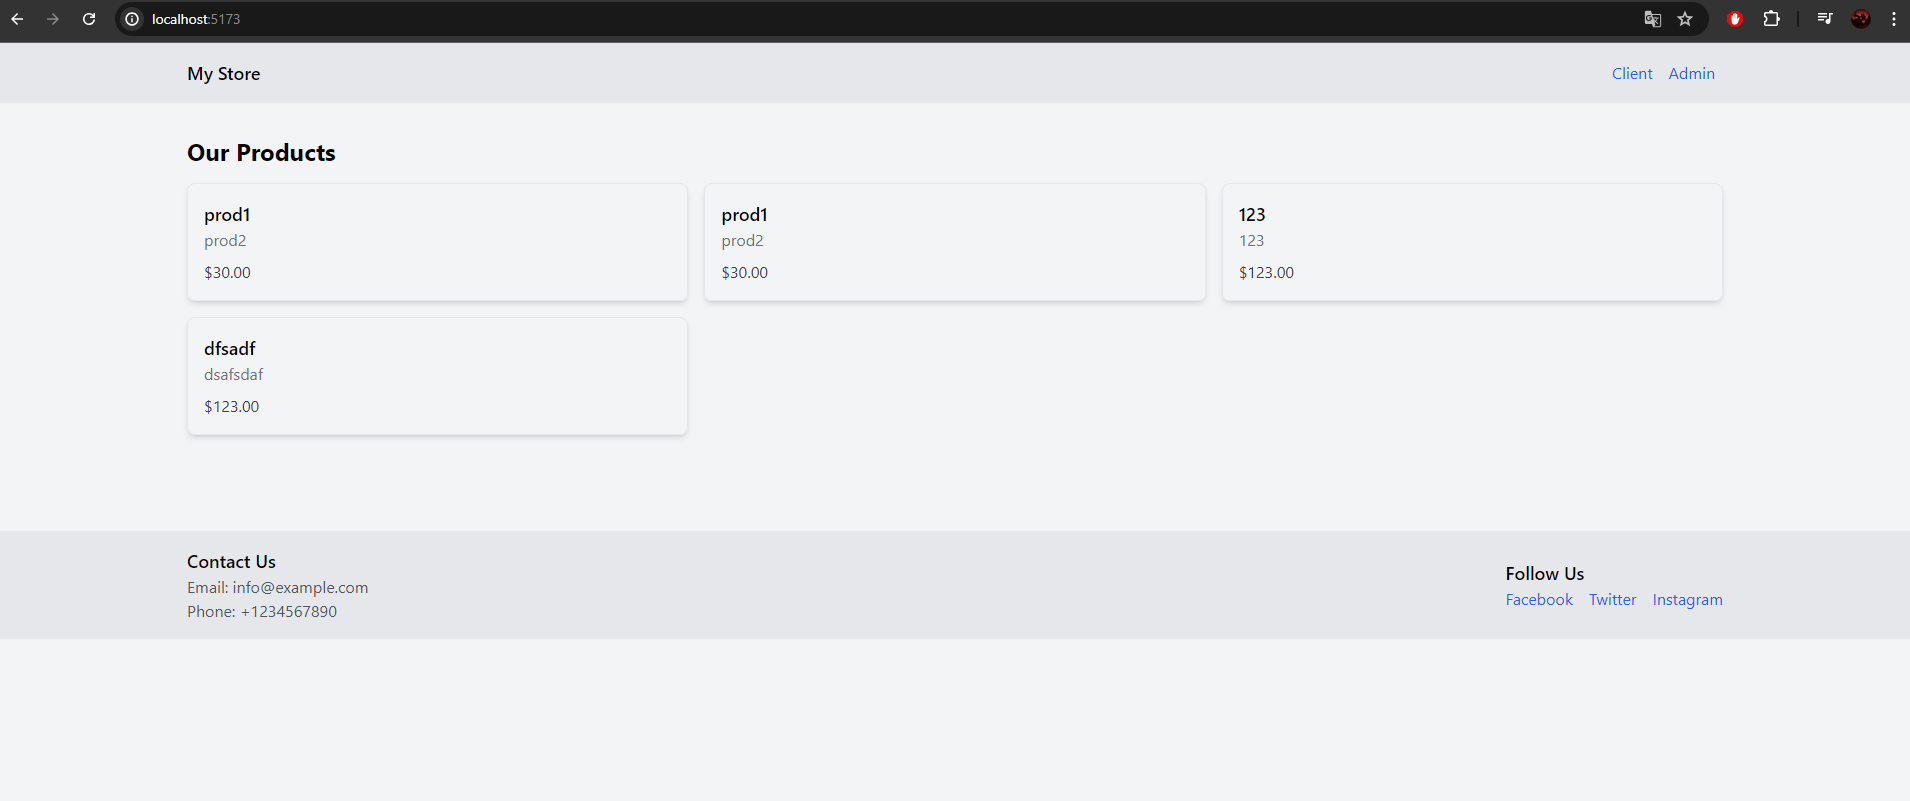 localhost:5173
My Store
Client Admin
Our Products
prod1
prod2
$30.00
prod1
prod2
$30.00
123
123
$123.00
dfsadf
dsafsdaf
$123.00
Contact Us
Email: info@example.com
Phone: +1234567890
Follow Us
Facebook Twitter Instagram